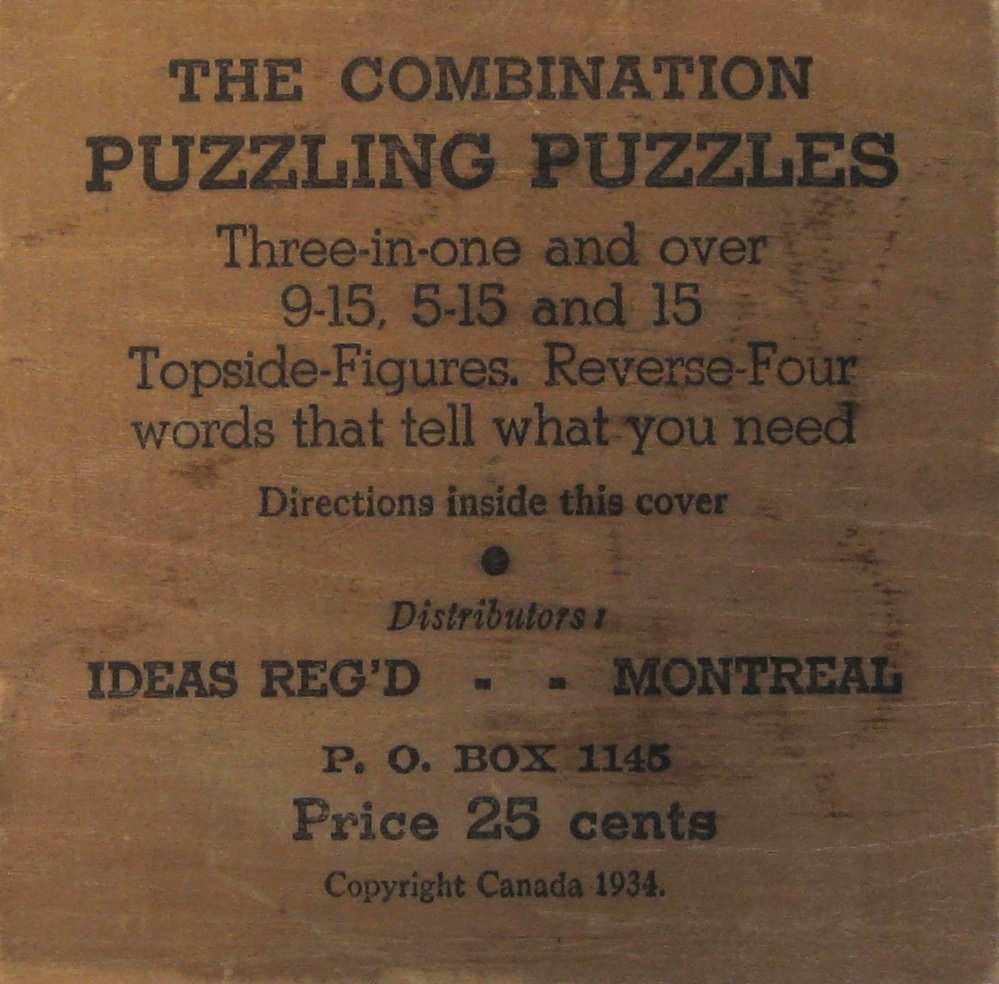 THE COMBINATION
PUZZLING PUZZLES
Three-in-one and over
9-15, 5-15 and 15
Topside-Figures. Reverse-Four
words that tell what you need
Directions inside this cover
●
Distributors:
IDEAS REG'D - - MONTREAL
P. O. BOX 1145
Price 25 cents
Copyright Canada 1934.